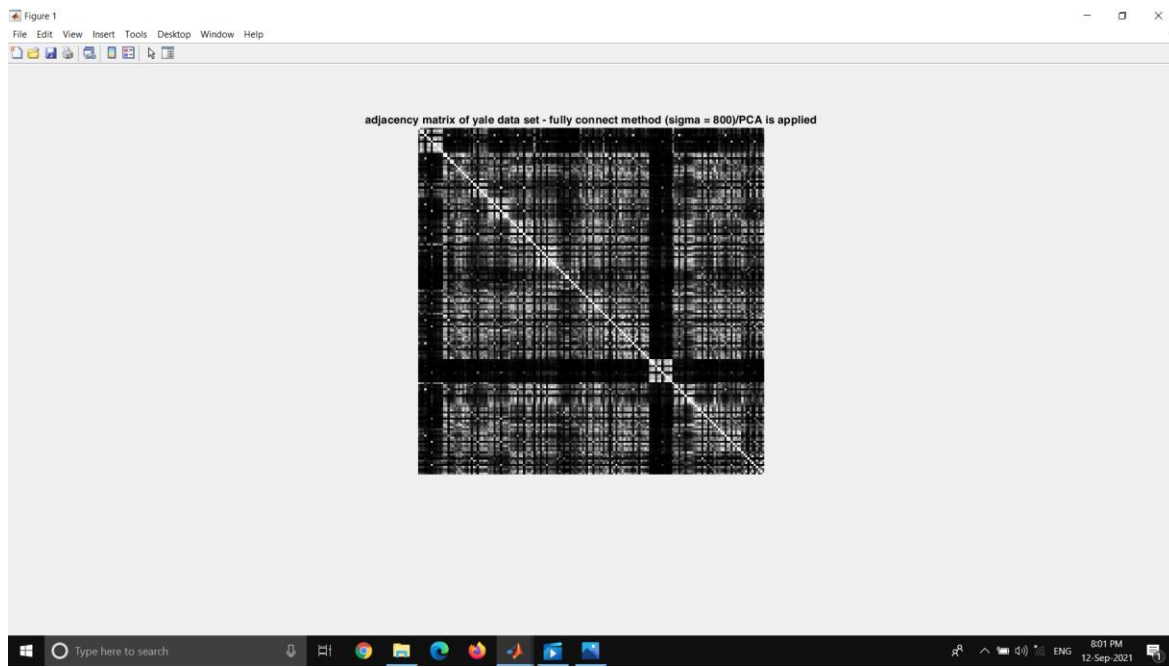 Figure 1
File Edit View Insert Tools Desktop Window Help
adjacency matrix of yale data set - fully connect method (sigma = 800)/PCA is applied
Type here to search
ENG
8:01 PM
12-Sep-2021
1